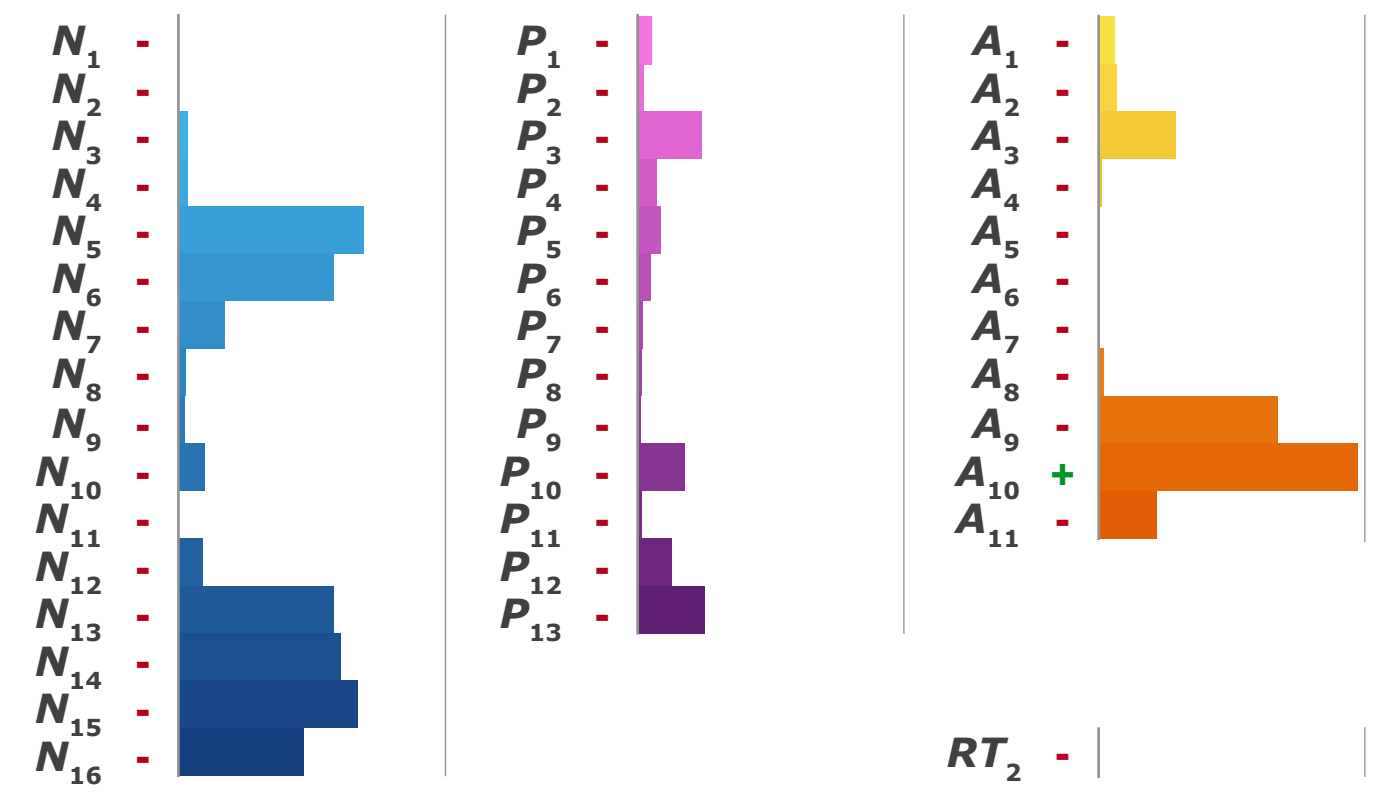 N1 - P1 - A1 -
N2 - P2 - A2 -
N3 - P3 - A3 -
N4 - P4 - A4 -
N5 - P5 - A5 -
N6 - P6 - A6 -
N7 - P7 - A7 -
N8 - P8 - A8 -
N9 - P9 - A9 -
N10 - P10 - A10 +
N11 - P11 - A11 -
N12 - P12 -
N13 - P13 -
N14 -
N15 -
N16 - RT2 -